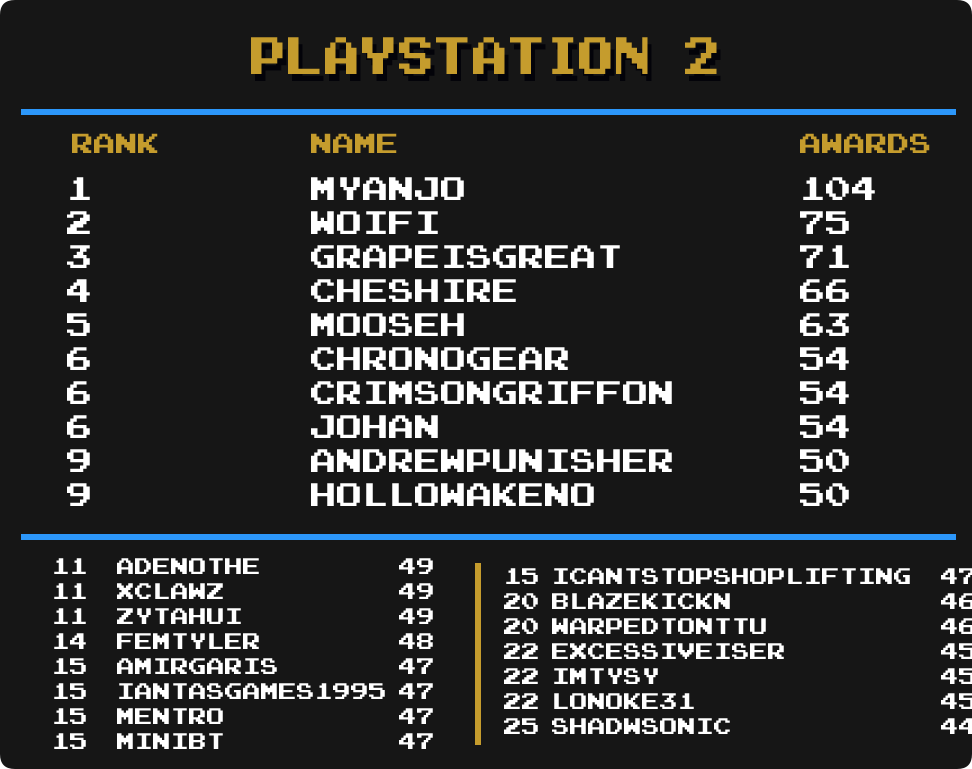 PLAYSTATION 2
RANK NAME AWARDS
1 MYANJO 104
2 WOIFI 75
3 GRAPEISGREAT 71
4 CHESHIRE 66
5 MOOSEH 63
6 CHRONOGEAR 54
6 CRIMSONGRIFFON 54
6 JOHAN 54
9 ANDREWPUNISHER 50
9 HOLLOWAKENO 50
11 ADENOTHE 49
11 XCLAWZ 49
11 ZYTAHUI 49
14 FEMTYLER 48
15 AMIRGARIS 47
15 IANTASGAMES1995 47
15 MENTRO 47
15 MINIBT 47
15 ICANTSTOPSHOPLIFTING 47
20 BLAZEKICKN 46
20 WARPEDTONTTU 46
22 EXCESSIVEISER 45
22 IMTYSY 45
22 LONOKE31 45
25 SHADWSONIC 44